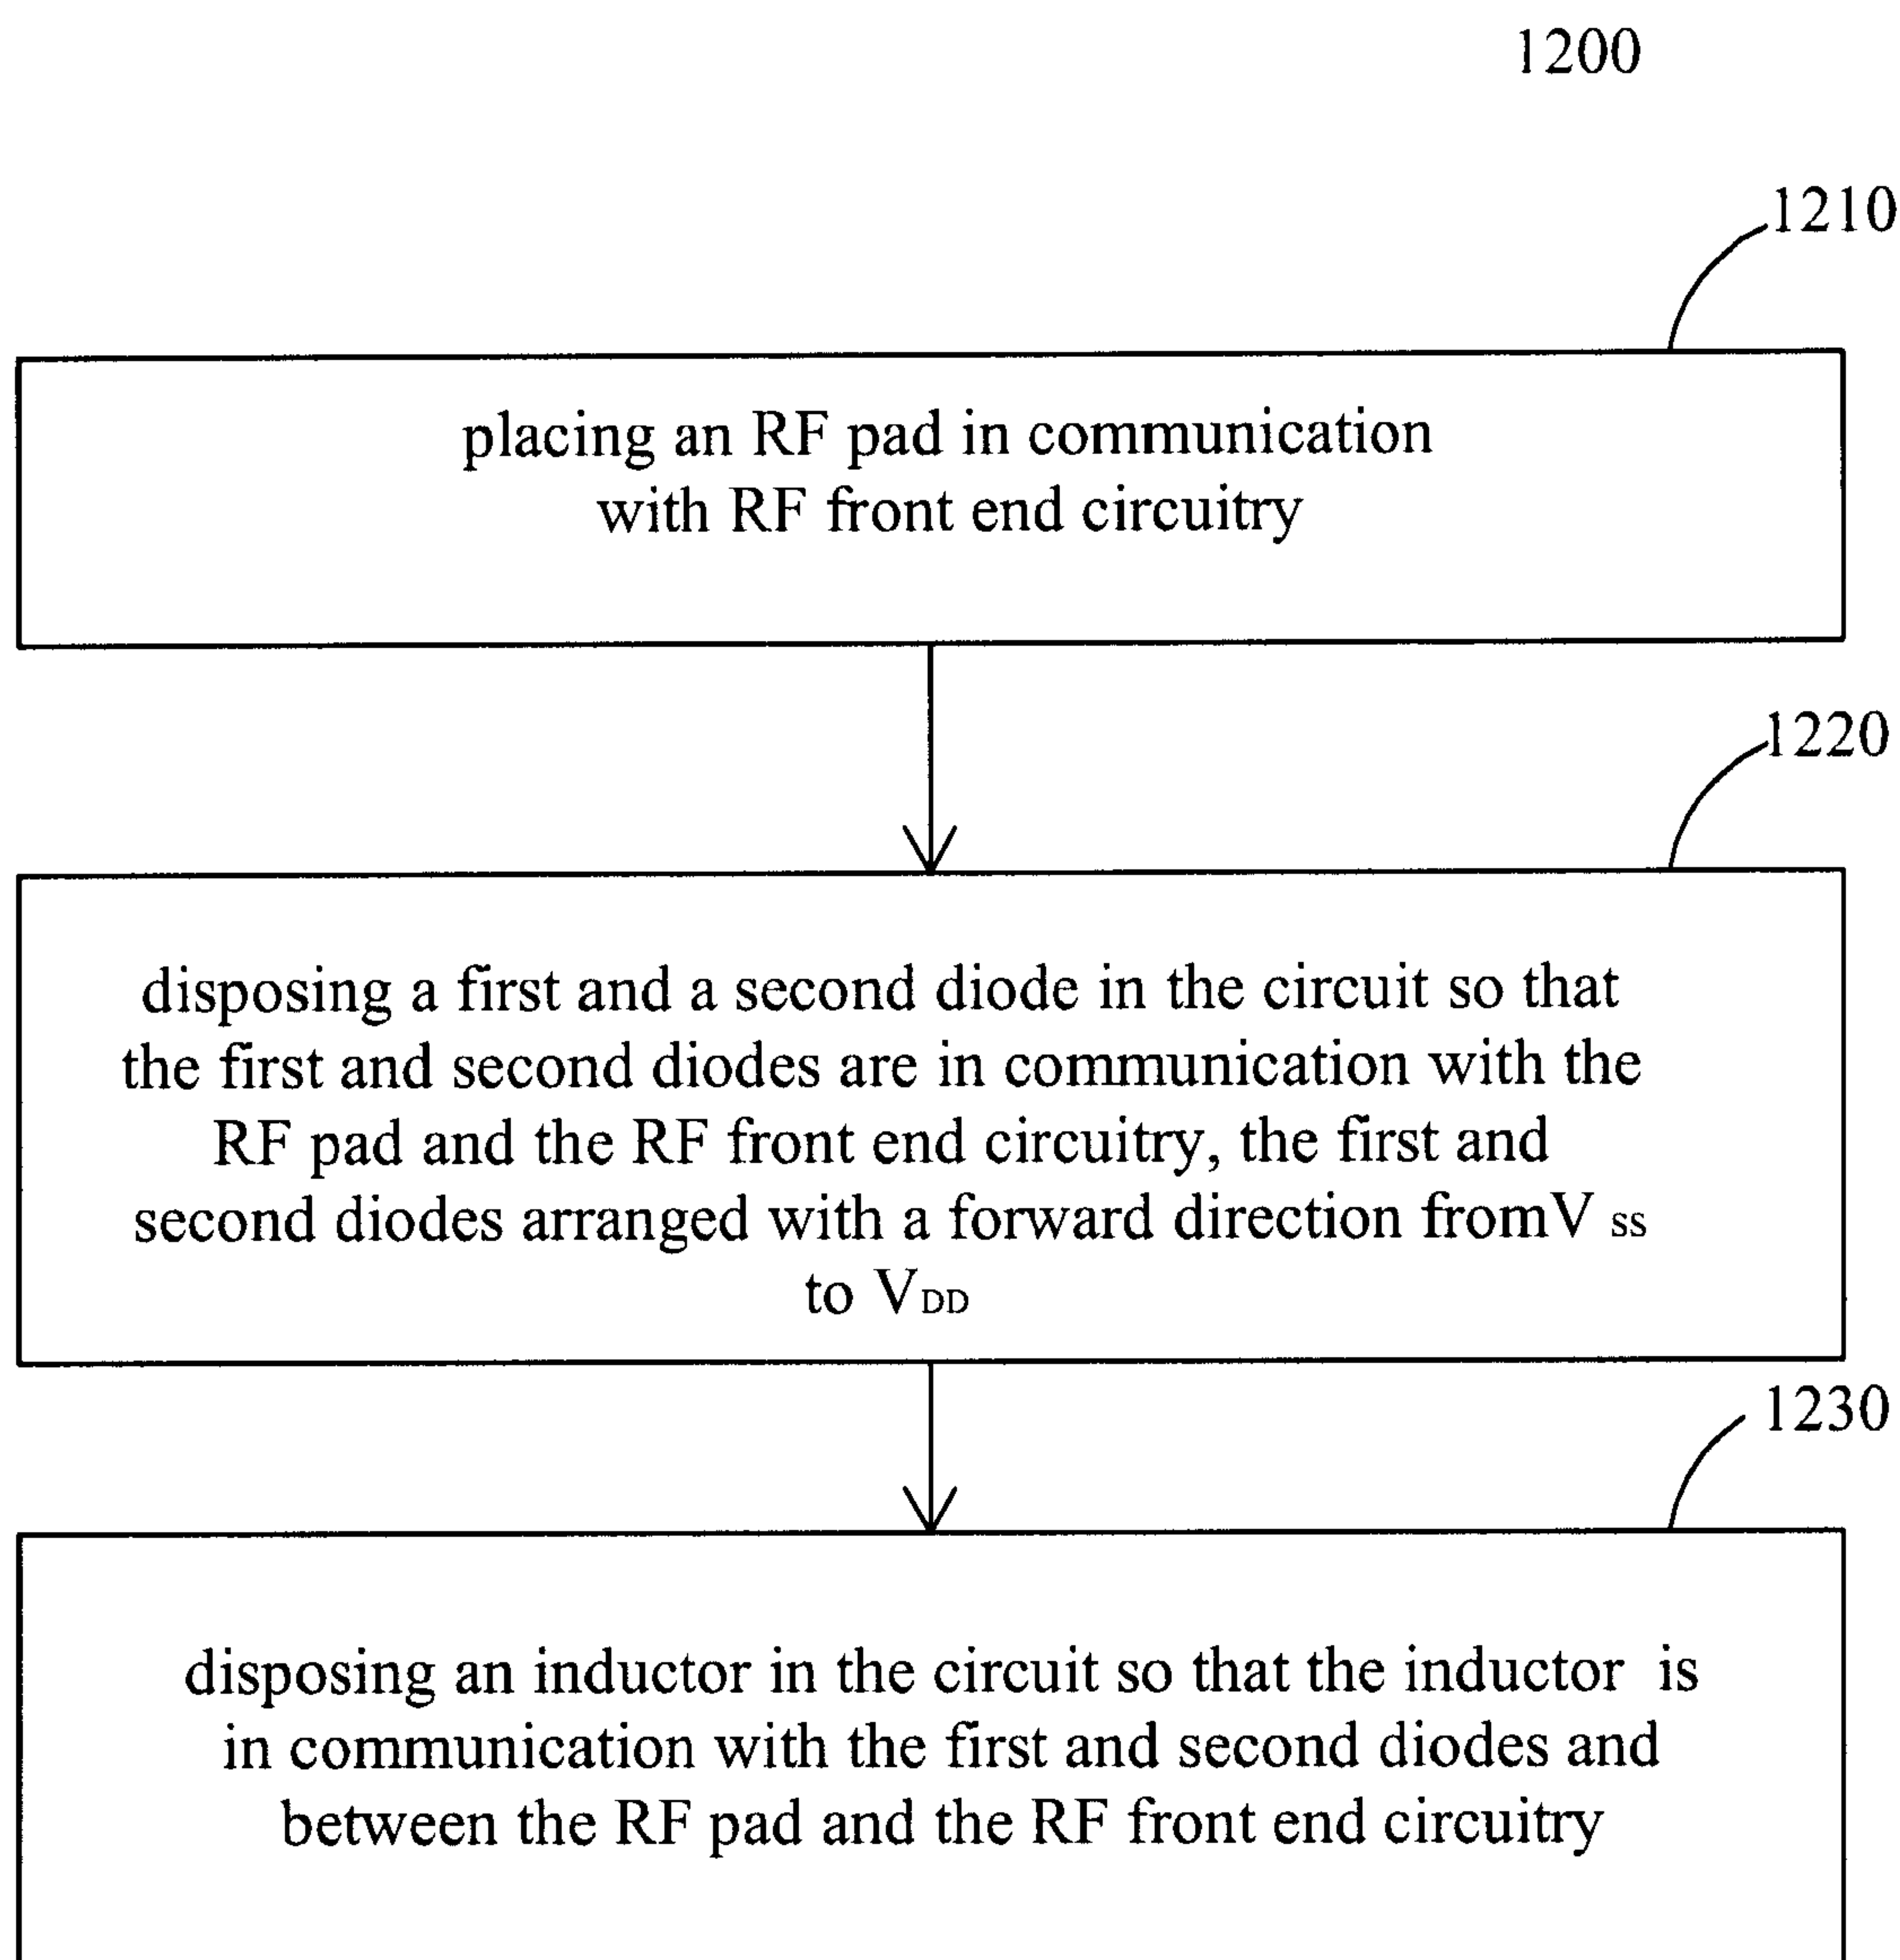 1200
1210
placing an RF pad in communication
with RF front end circuitry
1220
disposing a first and a second diode in the circuit so that
the first and second diodes are in communication with the
RF pad and the RF front end circuitry, the first and
second diodes arranged with a forward direction fromV SS
to VDD
1230
disposing an inductor in the circuit so that the inductor is
in communication with the first and second diodes and
between the RF pad and the RF front end circuitry